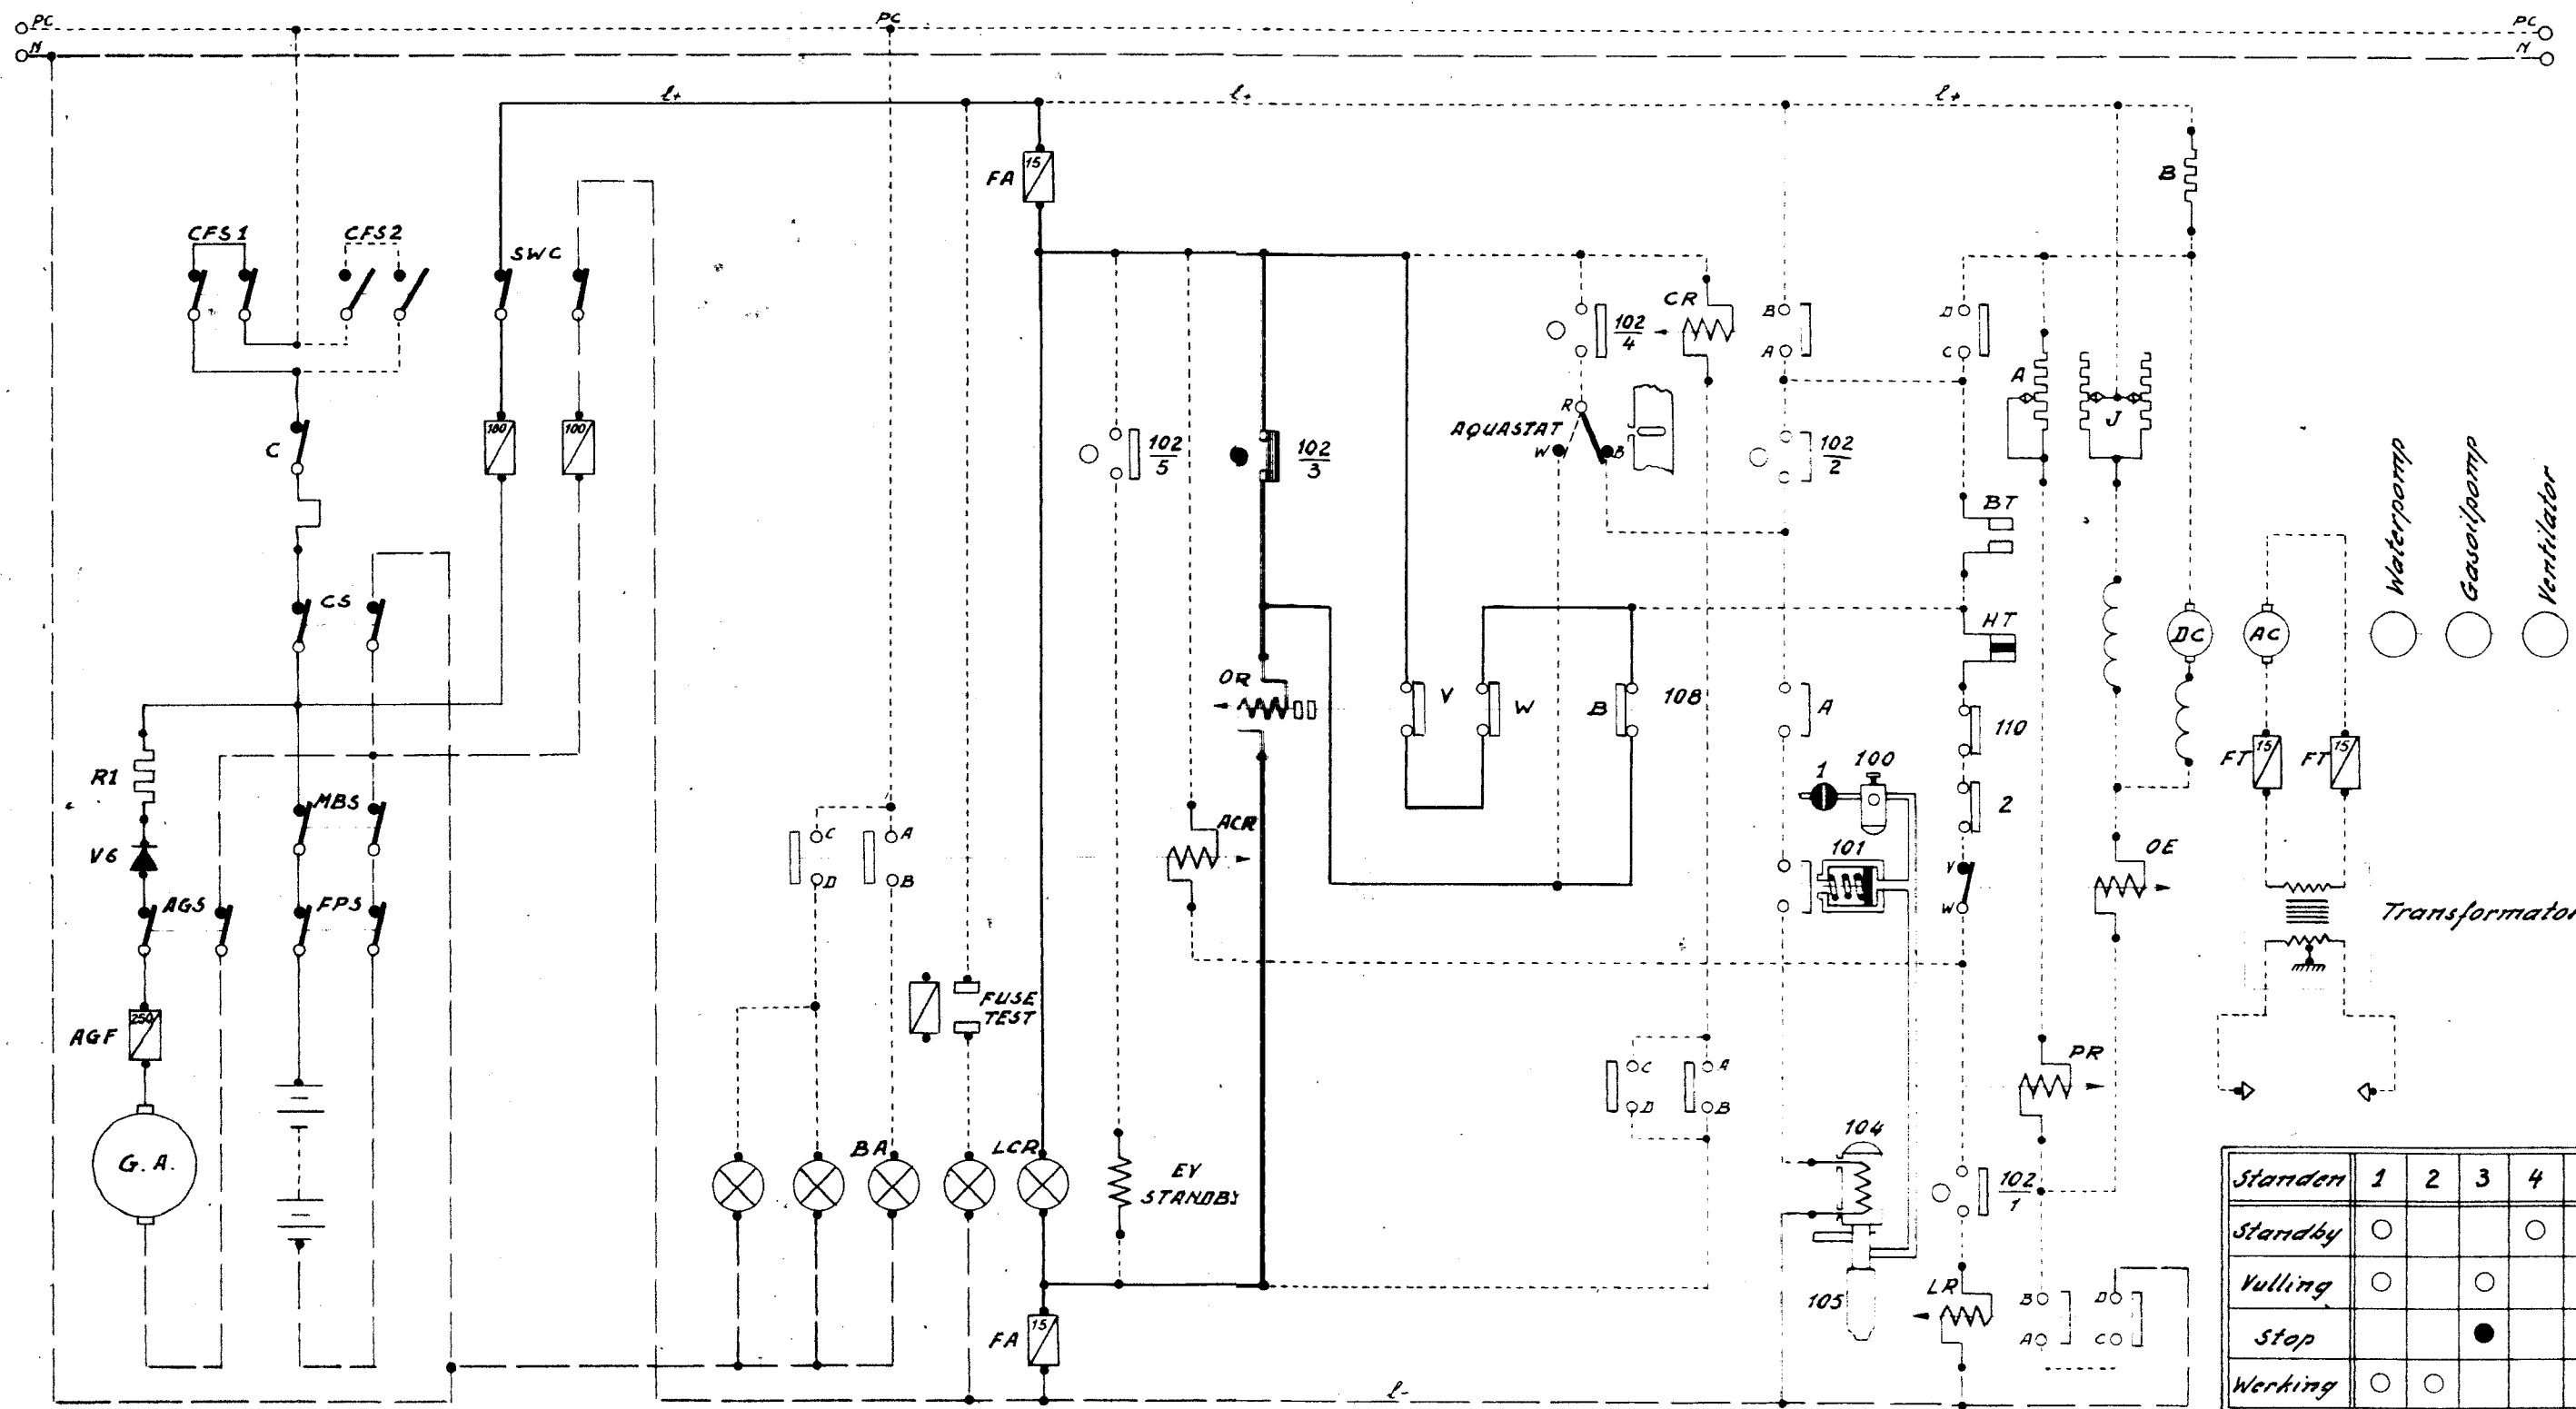 PC PC PC
N N
l+ l+ l+
15
FA
B
CFS1 CFS2 SWC
CR
102
4
B
A
D
C
A
J
C
180 100
102
5
102
3
AQUASTAT
R
W B
102
2
BT
Waterpomp
Gasoilpomp
Ventilator
CS
HT
DC AC
OR
V W B 108
A
110
R1
MBS
1 100
2
FT 15 FT 15
V6
C A
D B
ACR
101
V
W
OE
AGS FPS
Transformator
FUSE
TEST
250
AGF
C A
D B
PR
G.A.
BA LCR
EV
STANDBY
104
102
1
15
FA
105
LR
B D
A C
l-
Standen 1 2 3 4
Standby
Vulling
Stop
Werking